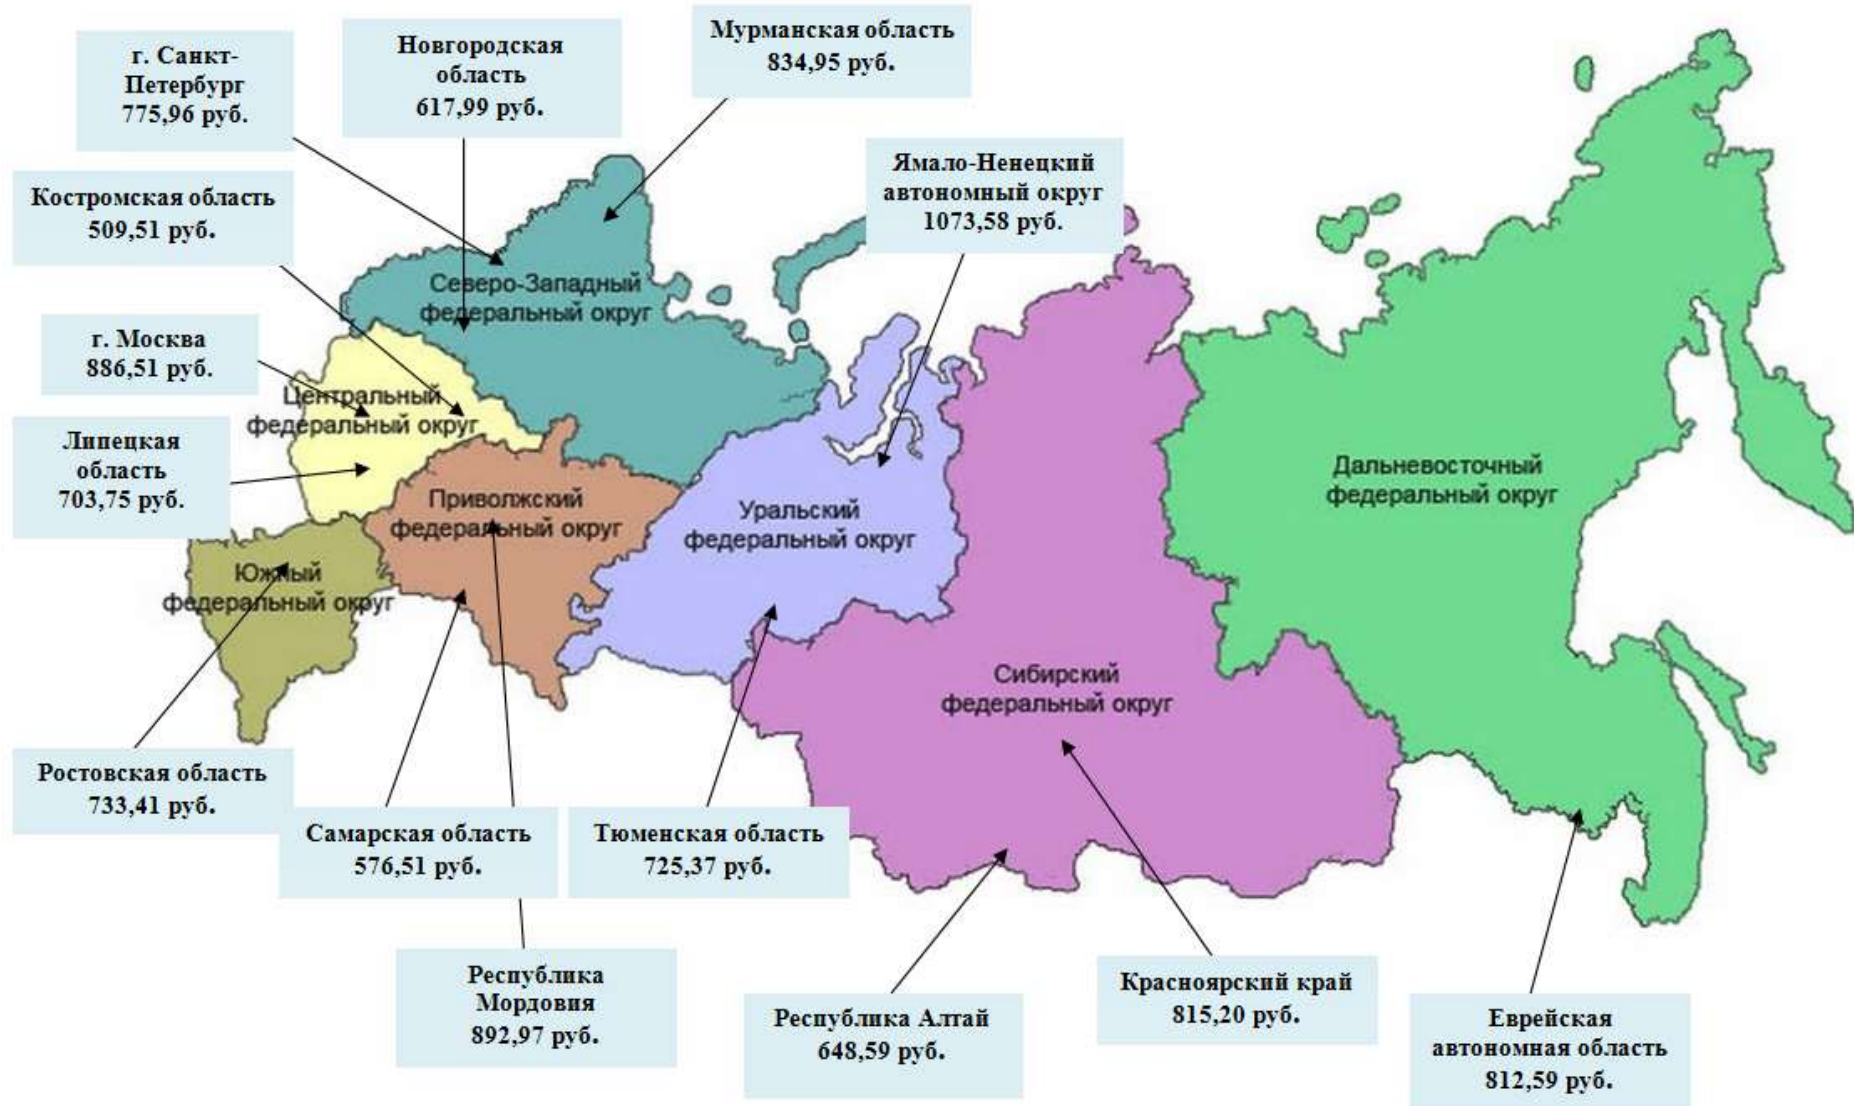 г. Санкт-
Петербург
775,96 руб.
Новгородская
область
617,99 руб.
Мурманская область
834,95 руб.
Ямало-Ненецкий
автономный округ
1073,58 руб.
Костромская область
509,51 руб.
г. Москва
886,51 руб.
Липецкая
область
703,75 руб.
Северо-Западный
федеральный округ
Центральный
федеральный округ
Приволжский
федеральный округ
Уральский
федеральный округ
Дальневосточный
федеральный округ
Южный
федеральный округ
Сибирский
федеральный округ
Ростовская область
733,41 руб.
Самарская область
576,51 руб.
Тюменская область
725,37 руб.
Республика
Мордовия
892,97 руб.
Республика Алтай
648,59 руб.
Красноярский край
815,20 руб.
Еврейская
автономная область
812,59 руб.